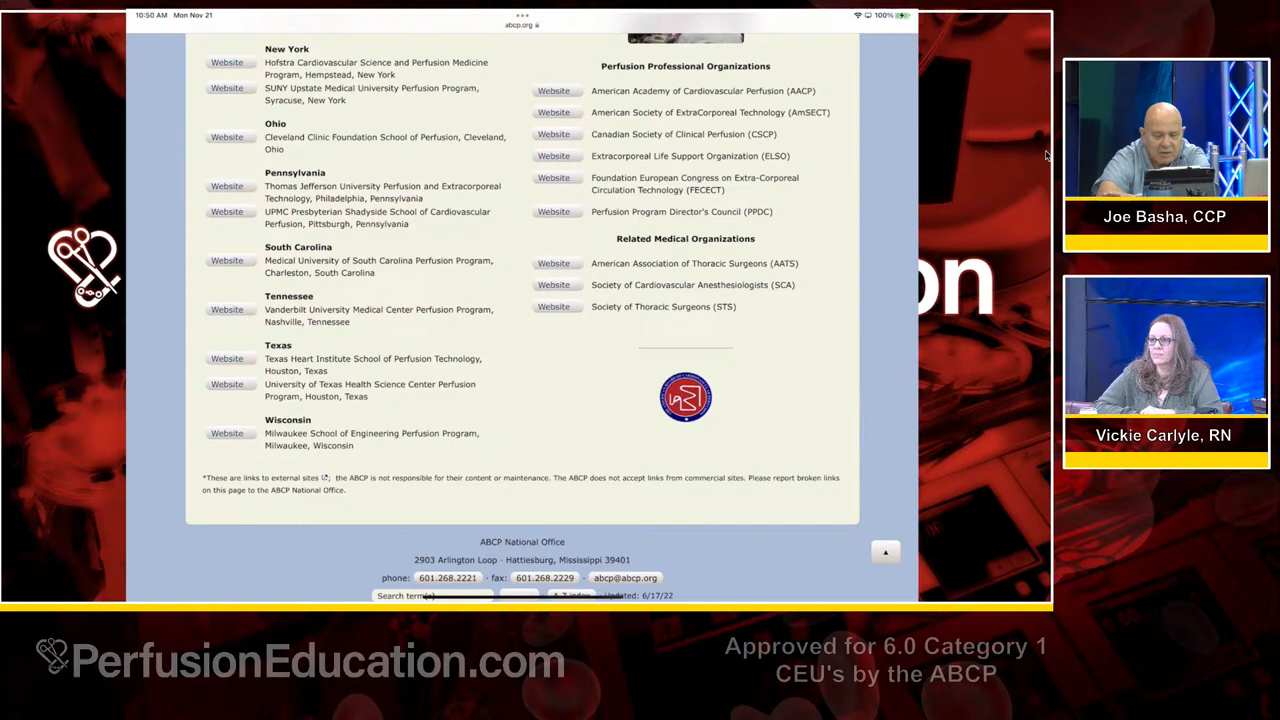 10:50 AM Mon Nov 21
100%
abcp.org
New York
Website
Hofstra Cardiovascular Science and Perfusion Medicine
Program, Hempstead, New York
Website
SUNY Upstate Medical University Perfusion Program,
Syracuse, New York
Ohio
Website
Cleveland Clinic Foundation School of Perfusion, Cleveland,
Ohio
Pennsylvania
Website
Thomas Jefferson University Perfusion and Extracorporeal
Technology, Philadelphia, Pennsylvania
Website
UPMC Presbyterian Shadyside School of Cardiovascular
Perfusion, Pittsburgh, Pennsylvania
South Carolina
Website
Medical University of South Carolina Perfusion Program,
Charleston, South Carolina
Tennessee
Website
Vanderbilt University Medical Center Perfusion Program,
Nashville, Tennessee
Texas
Website
Texas Heart Institute School of Perfusion Technology,
Houston, Texas
Website
University of Texas Health Science Center Perfusion
Program, Houston, Texas
Wisconsin
Website
Milwaukee School of Engineering Perfusion Program,
Milwaukee, Wisconsin
Perfusion Professional Organizations
Website American Academy of Cardiovascular Perfusion (AACP)
Website American Society of ExtraCorporeal Technology (AmSECT)
Website Canadian Society of Clinical Perfusion (CSCP)
Website Extracorporeal Life Support Organization (ELSO)
Website Foundation European Congress on Extra-Corporeal
Circulation Technology (FECECT)
Website Perfusion Program Director's Council (PPDC)
Related Medical Organizations
Website American Association of Thoracic Surgeons (AATS)
Website Society of Cardiovascular Anesthesiologists (SCA)
Website Society of Thoracic Surgeons (STS)
*These are links to external sites ; the ABCP is not responsible for their content or maintenance. The ABCP does not accept links from commercial sites. Please report broken links
on this page to the ABCP National Office.
ABCP National Office
2903 Arlington Loop · Hattiesburg, Mississippi 39401
phone: 601.268.2221 · fax: 601.268.2229 · abcp@abcp.org
Search term(s) A-Z index Updated: 6/17/22
on
Joe Basha, CCP
Vickie Carlyle, RN
PerfusionEducation.com
Approved for 6.0 Category 1
CEU's by the ABCP